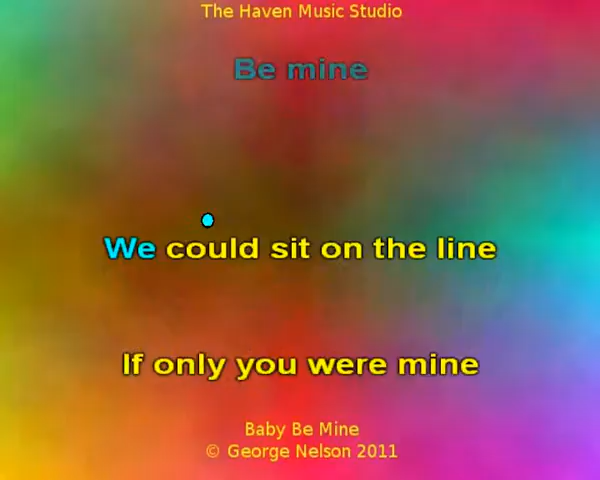 The Haven Music Studio
Be mine
We could sit on the line
If only you were mine
Baby Be Mine
© George Nelson 2011